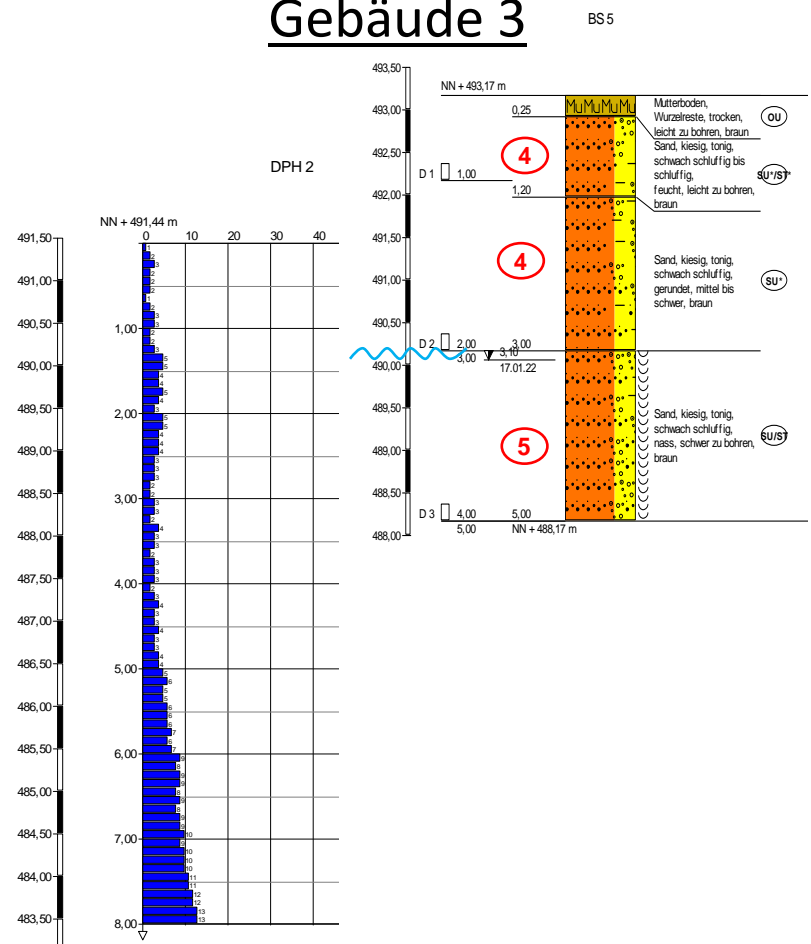 Gebäude 3
BS 5
DPH 2
NN + 491,44 m
0 10 20 30 40
491,50
491,00
490,50
490,00
489,50
489,00
488,50
488,00
487,50
487,00
486,50
486,00
485,50
485,00
484,50
484,00
483,50
1,00
2,00
3,00
4,00
5,00
6,00
7,00
8,00
493,50
493,00
492,50
492,00
491,50
491,00
490,50
490,00
489,50
489,00
488,50
488,00
NN + 493,17 m
0,25
Mutterboden,
Wurzelreste, trocken,
leicht zu bohren, braun
OU
4
D 1 1,00
1,20
Sand, kiesig, tonig,
schwach schluffig bis
schluffig,
feucht, leicht zu bohren,
braun
SU*/ST*
4
D 2 2,00
3,00
3,00
Sand, kiesig, tonig,
schwach schluffig,
gerundet, mittel bis
schwer, braun
SU*
3,10
17.01.22
5
Sand, kiesig, tonig,
schwach schluffig,
nass, schwer zu bohren,
braun
SU/ST
D 3 4,00
5,00
5,00
NN + 488,17 m
Mu Mu Mu Mu